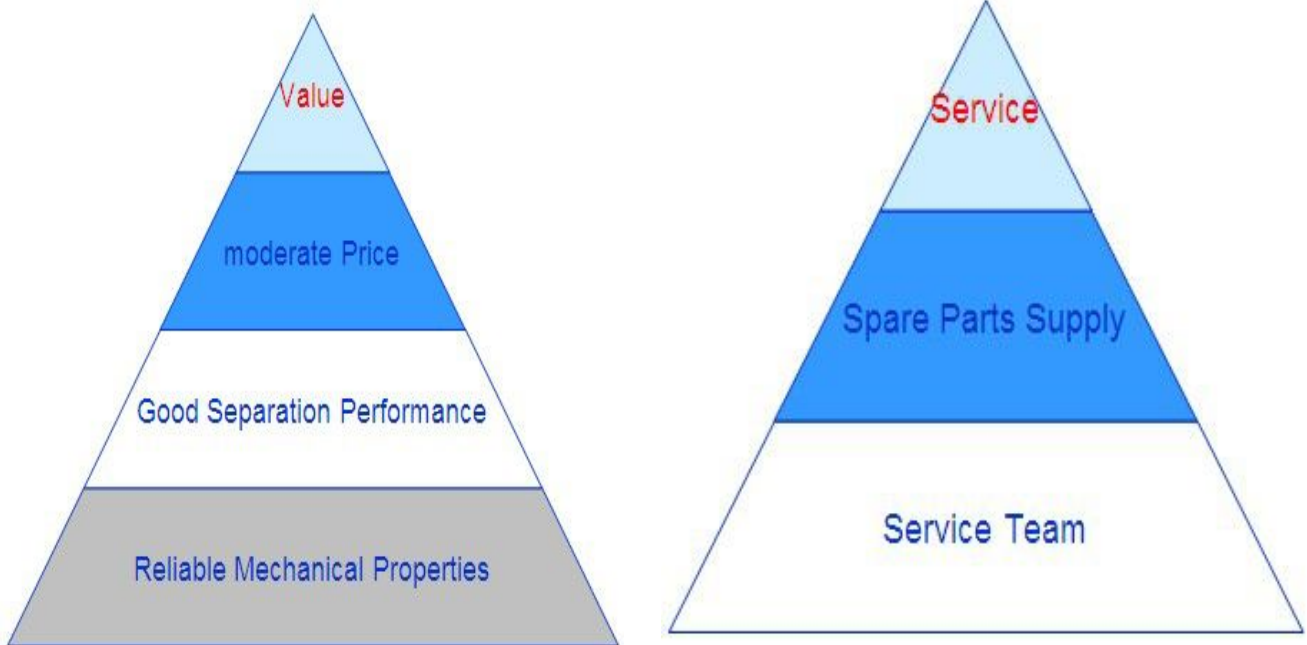 Value
moderate Price
Good Separation Performance
Reliable Mechanical Properties
Service
Spare Parts Supply
Service Team